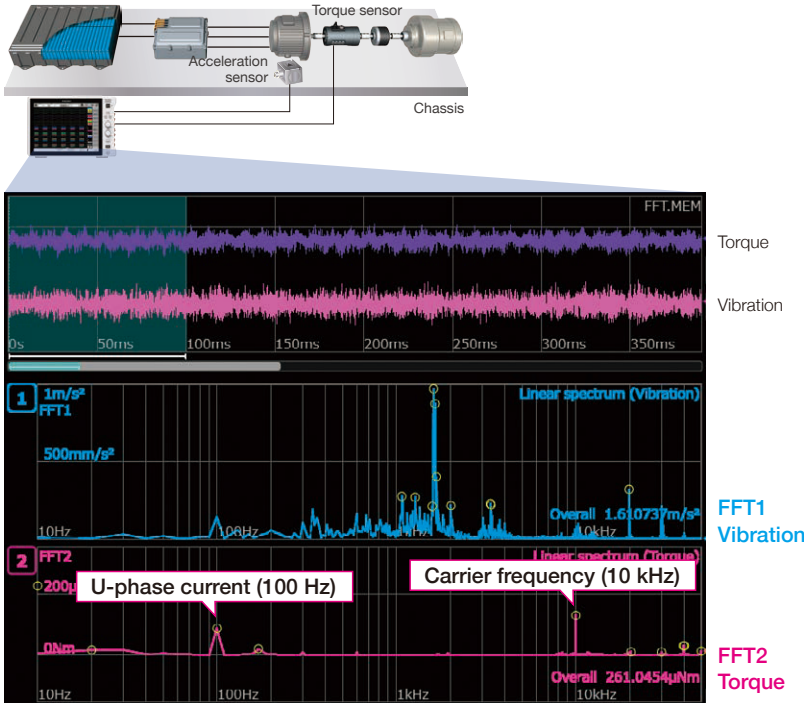 Torque sensor
Acceleration
sensor
Chassis
FFT.MEM
Torque
Vibration
0s 50ms 100ms 150ms 200ms 250ms 300ms 350ms
1 1m/s² Linear spectrum (Vibration)
FFT1
500mm/s²
Overall 1.610737m/s²
10Hz 100Hz 1kHz 10kHz
FFT1
Vibration
2 FFT2 Linear spectrum (Torque)
U-phase current (100 Hz)
Carrier frequency (10 kHz)
0Nm
Overall 261.0454µNm
10Hz 100Hz 1kHz 10kHz
FFT2
Torque